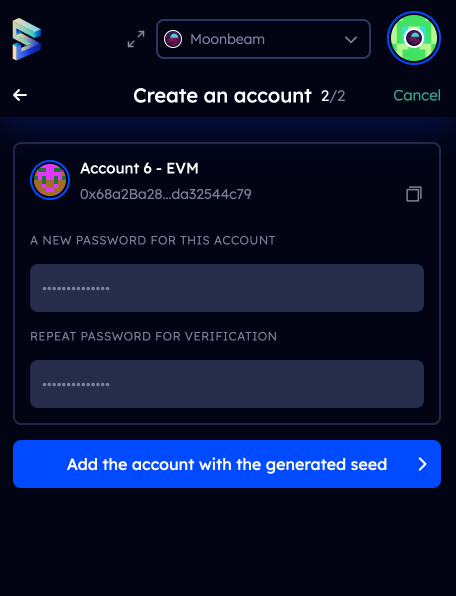 Moonbeam
Create an account 2/2 Cancel
Account 6 - EVM
0x68a2Ba28...da32544c79
A NEW PASSWORD FOR THIS ACCOUNT
••••••••••••••
REPEAT PASSWORD FOR VERIFICATION
••••••••••••••
Add the account with the generated seed